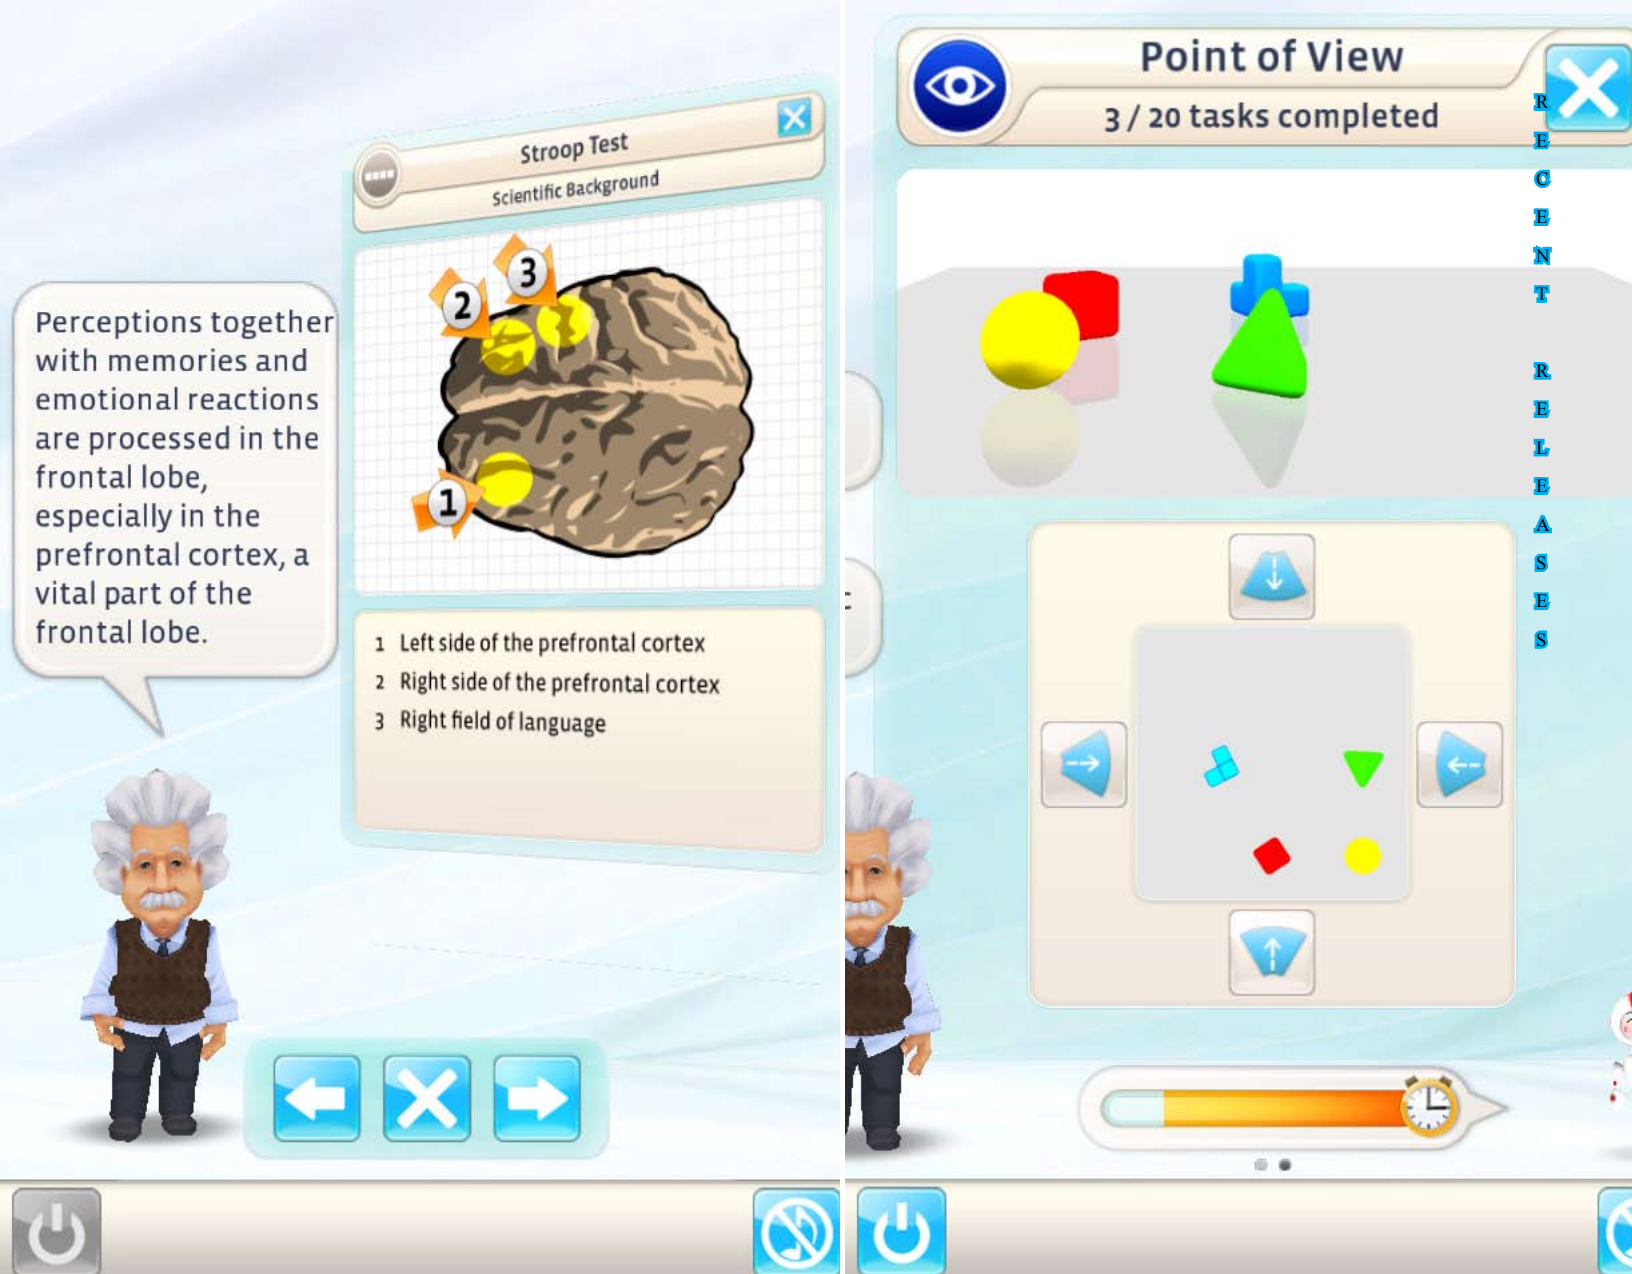 Perceptions together
with memories and
emotional reactions
are processed in the
frontal lobe,
especially in the
prefrontal cortex, a
vital part of the
frontal lobe.
Stroop Test
Scientific Background
3
2
1
1 Left side of the prefrontal cortex
2 Right side of the prefrontal cortex
3 Right field of language
Point of View
3 / 20 tasks completed
RECENT RELEASES